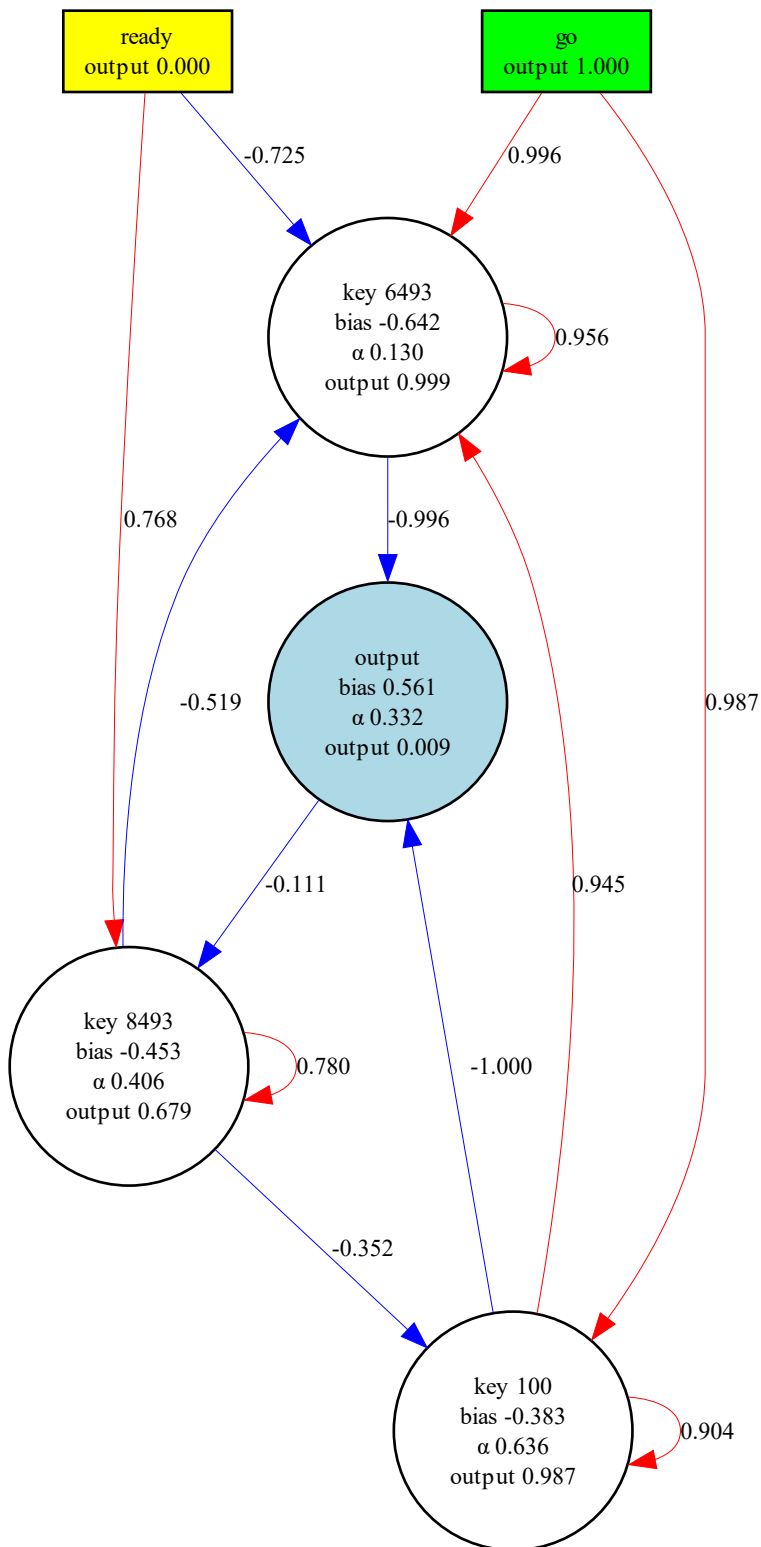 ready
output 0.000
go
output 1.000
-0.725
0.996
key 6493
bias -0.642
α 0.130
output 0.999
0.956
0.768
-0.996
output
bias 0.561
α 0.332
output 0.009
-0.519
0.987
-0.111
0.945
key 8493
bias -0.453
α 0.406
output 0.679
0.780
-1.000
-0.352
key 100
bias -0.383
α 0.636
output 0.987
0.904